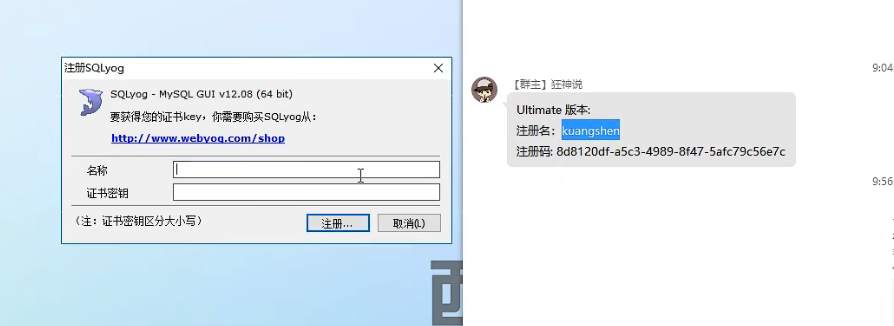 注册SQLyog
SQLyog - MySQL GUI v12.08 (64 bit)
要获得您的证书key，你需要购买SQLyog从：
http://www.webyog.com/shop
名称
证书密钥
（注：证书密钥区分大小写）
注册...
取消(L)
9:04
【群主】狂神说
Ultimate 版本:
注册名：kuangshen
注册码: 8d8120df-a5c3-4989-8f47-5afc79c56e7c
9:56